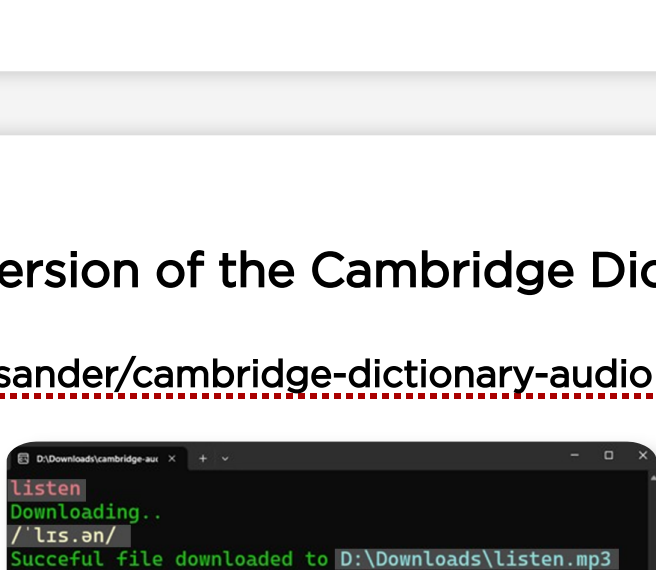 ersion of the Cambridge Dic
sander/cambridge-dictionary-audio
D:\Downloads\cambridge-au
listen
Downloading..
/ˈlɪs.ən/
Succeful file downloaded to D:\Downloads\listen.mp3